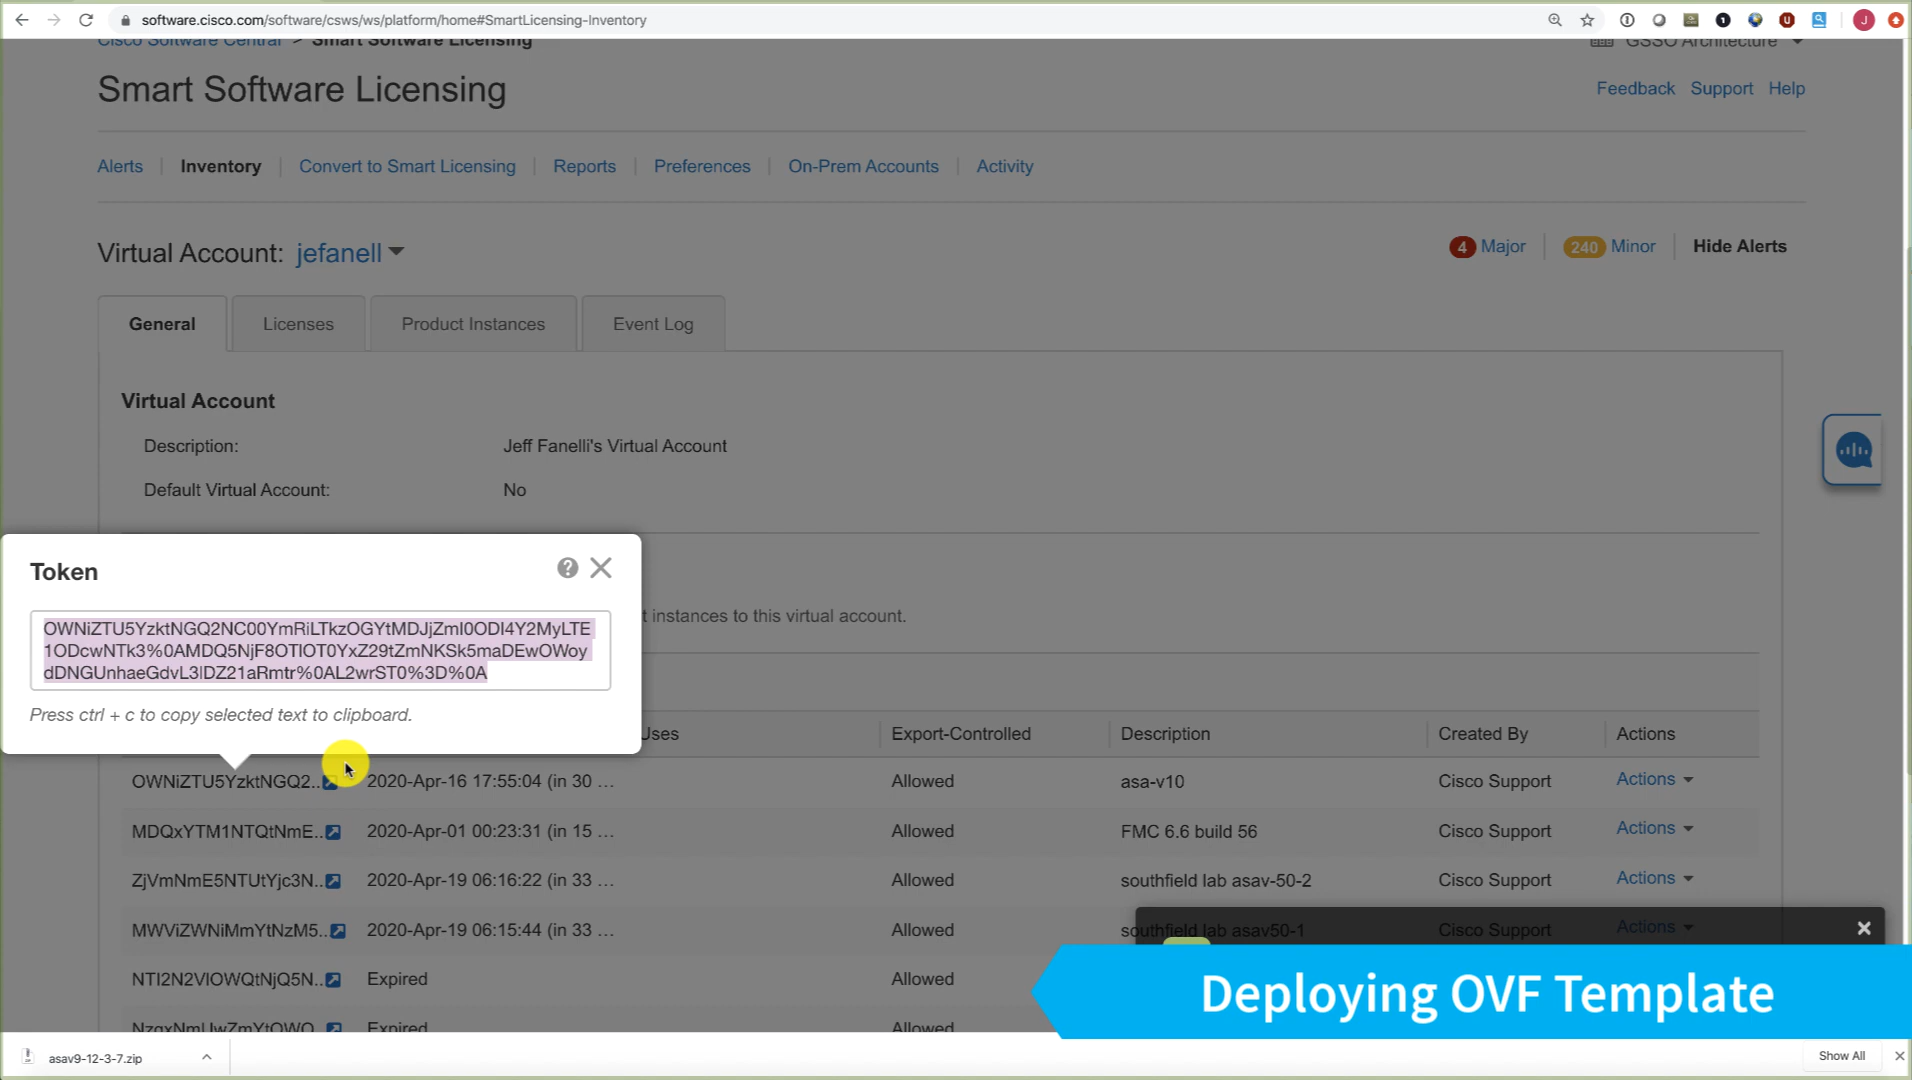 software.cisco.com/software/csws/ws/platform/home#SmartLicensing-Inventory
Cisco Software Central > Smart Software Licensing
GSSO Architecture
Smart Software Licensing
Feedback Support Help
Alerts Inventory Convert to Smart Licensing Reports Preferences On-Prem Accounts Activity
Virtual Account: jefanell
4 Major 240 Minor Hide Alerts
General Licenses Product Instances Event Log
Virtual Account
Description: Jeff Fanelli's Virtual Account
Default Virtual Account: No
Token
OWNiZTU5YzktNGQ2NC00YmRiLTkzOGYtMDJjZmI0ODI4Y2MyLTE
1ODcwNTk3%0AMDQ5NjF8OTlOT0YxZ29tZmNKSk5maDEwOWoy
dDNGUnhaeGdvL3lDZ21aRmtr%0AL2wrST0%3D%0A
Press ctrl + c to copy selected text to clipboard.
t instances to this virtual account.
Uses Export-Controlled Description Created By Actions
OWNiZTU5YzktNGQ2.. 2020-Apr-16 17:55:04 (in 30 ... Allowed asa-v10 Cisco Support Actions
MDQxYTM1NTQtNmE.. 2020-Apr-01 00:23:31 (in 15 ... Allowed FMC 6.6 build 56 Cisco Support Actions
ZjVmNmE5NTUtYjc3N.. 2020-Apr-19 06:16:22 (in 33 ... Allowed southfield lab asav-50-2 Cisco Support Actions
MWViZWNiMmYtNzM5.. 2020-Apr-19 06:15:44 (in 33 ... Allowed southfield lab asav50-1 Cisco Support Actions
NTI2N2VlOWQtNjQ5N.. Expired Allowed
Expired Allowed
Deploying OVF Template
asav9-12-3-7.zip
Show All